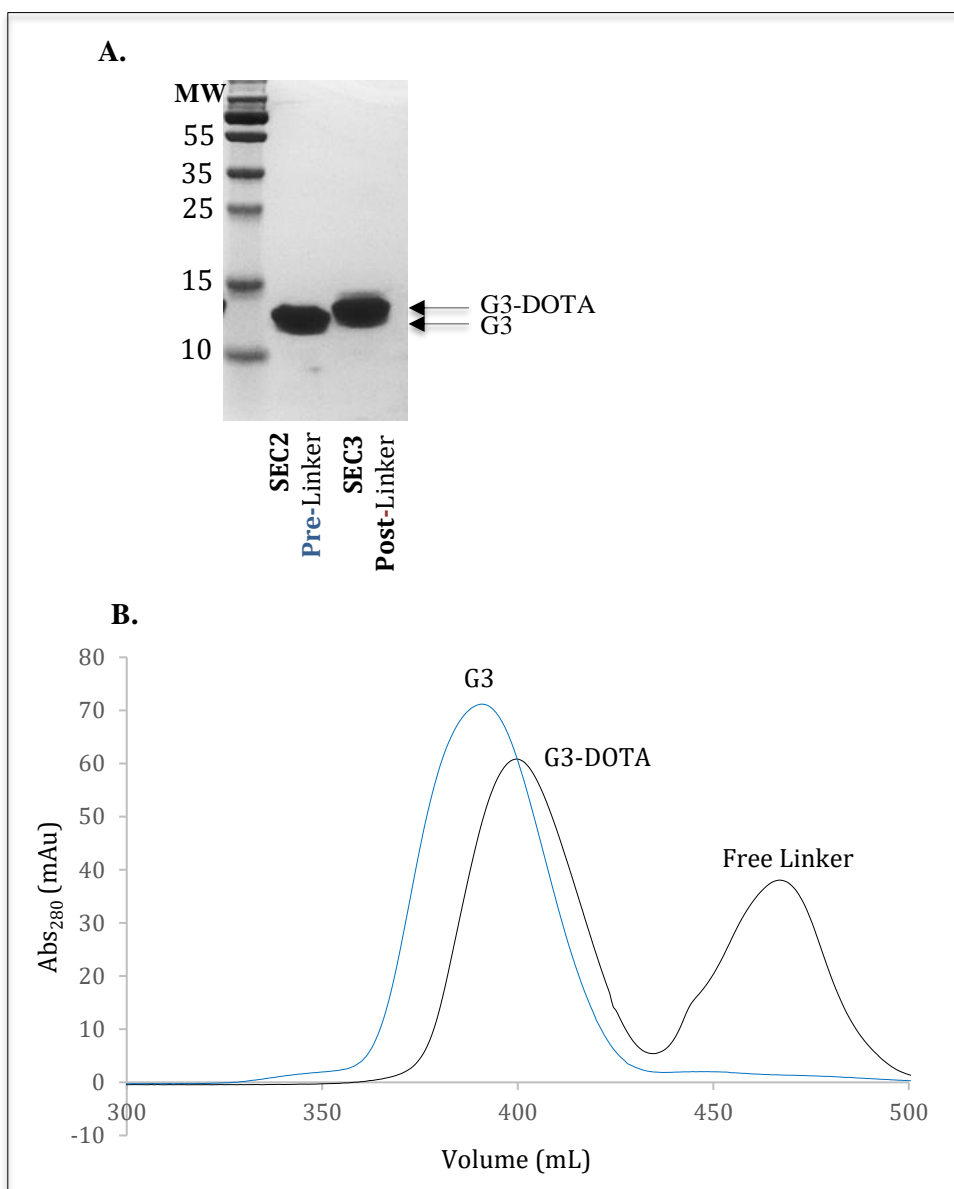 A.
MW
55
35
25
15
10
G3-DOTA
G3
SEC2
Pre-Linker
SEC3
Post-Linker
B.
80
70
60
50
40
30
20
10
0
-10
G3
G3-DOTA
Free Linker
Abs280 (mAu)
300
350
400
450
500
Volume (mL)